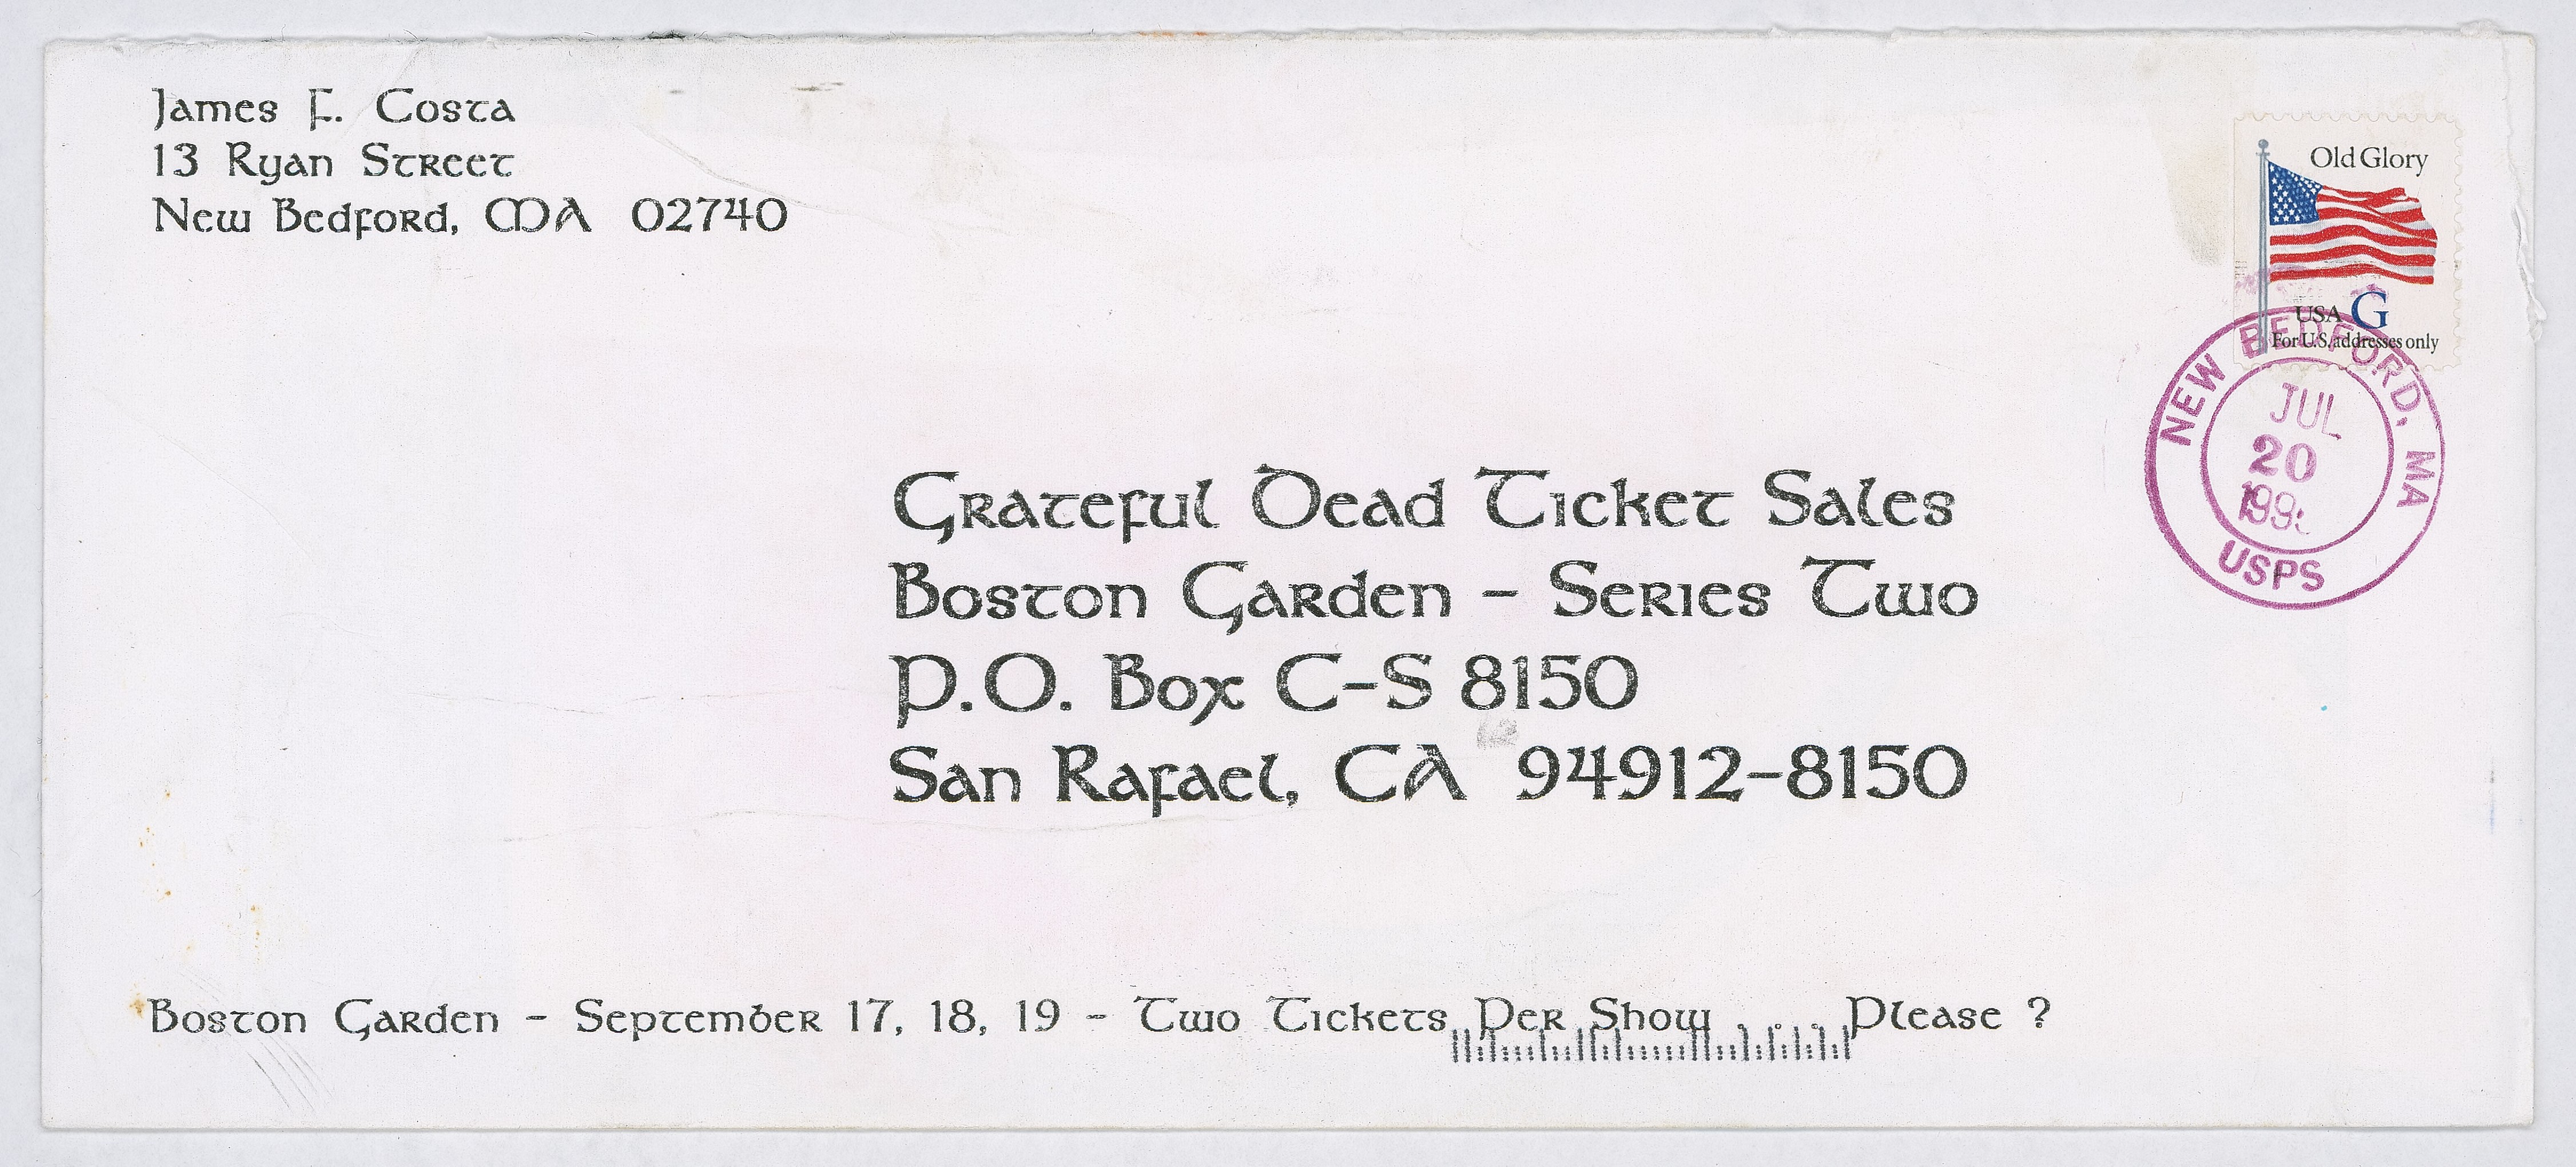 James F. Costa
13 Ryan Street
New Bedford, MA 02740
Old Glory
USA G
For U.S. addresses only
NEW BEDFORD, MA
JUL
20
USPS
Grateful Dead Ticket Sales
Boston Garden - Series Two
P.O. Box C-S 8150
San Rafael, CA 94912-8150
Boston Garden - September 17, 18, 19 - Two Tickets Per Show . . . Please ?